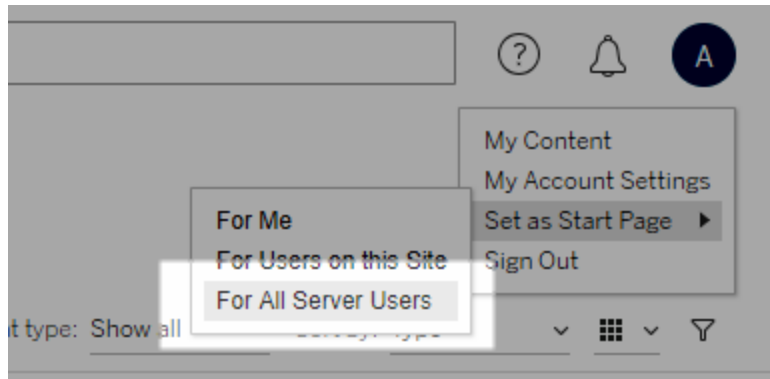 A
My Content
My Account Settings
Set as Start Page
Sign Out
For Me
For Users on this Site
For All Server Users
t type: Show all